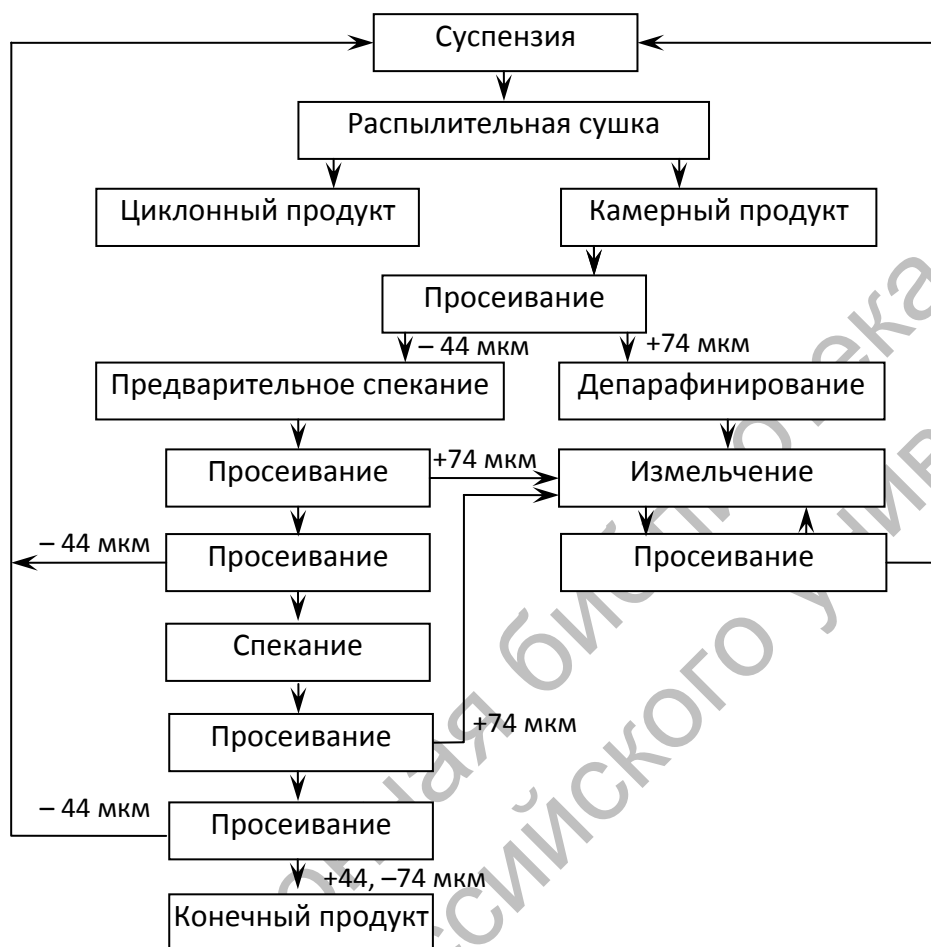 Суспензия
Распылительная сушка
Циклонный продукт
Камерный продукт
Просеивание
– 44 мкм
+74 мкм
Предварительное спекание
Депарафинирование
Просеивание
+74 мкм
Измельчение
– 44 мкм
Просеивание
Просеивание
Спекание
Просеивание
+74 мкм
– 44 мкм
Просеивание
+44, –74 мкм
Конечный продукт